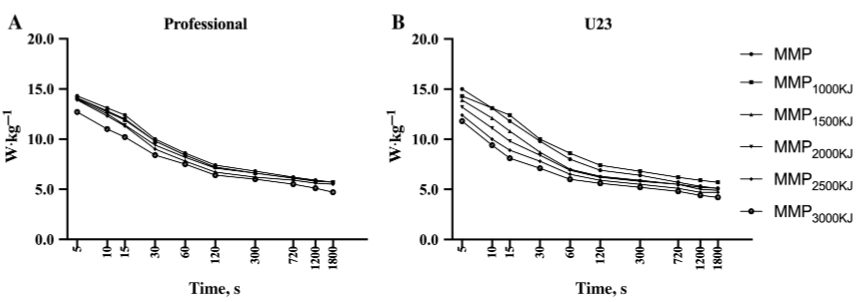 A
Professional
20.0
15.0
10.0
5.0
0.0
W·kg⁻¹
5
10
15
30
60
120
300
720
1200
1800
Time, s
B
U23
20.0
15.0
10.0
5.0
0.0
W·kg⁻¹
5
10
15
30
60
120
300
720
1200
1800
Time, s
MMP
MMP1000KJ
MMP1500KJ
MMP2000KJ
MMP2500KJ
MMP3000KJ